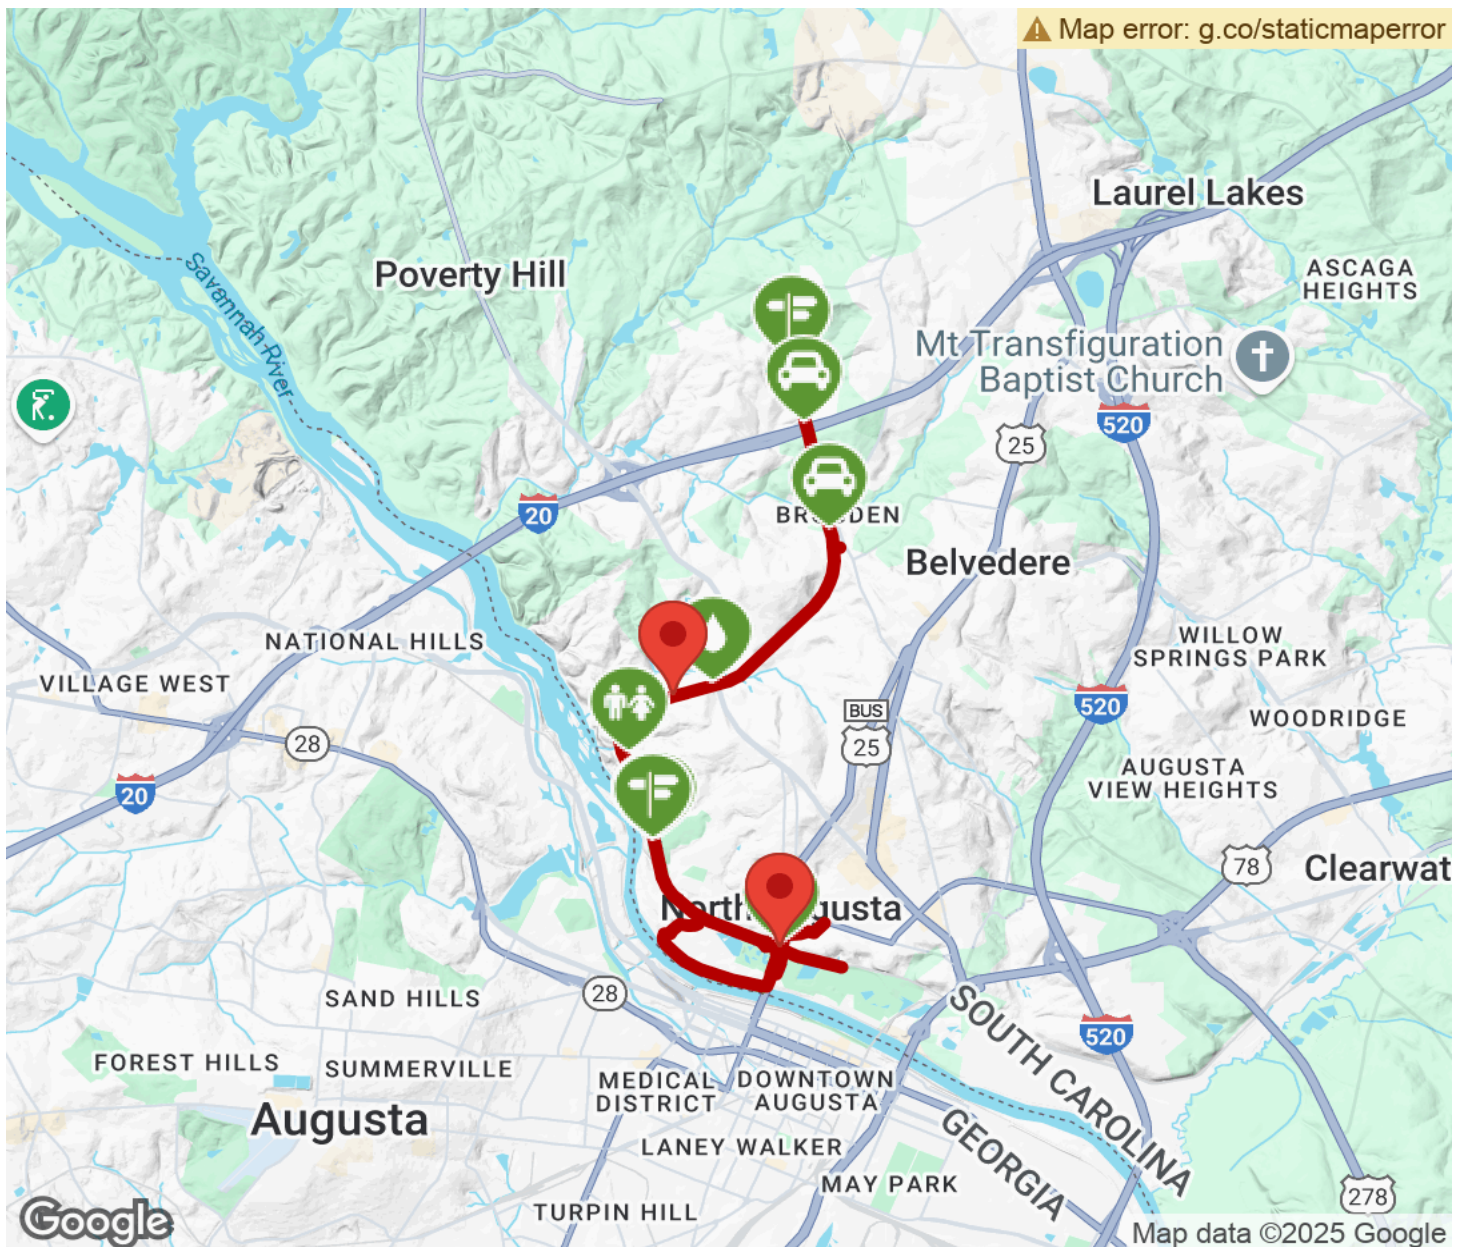 Map error: g.co/staticmaperror
Laurel Lakes
Poverty Hill
ASCAGA
HEIGHTS
Savannah River
Mt Transfiguration
Baptist Church
520
25
20
Belvedere
NATIONAL HILLS
WILLOW
SPRINGS PARK
VILLAGE WEST
520
BUS
25
WOODRIDGE
28
AUGUSTA
VIEW HEIGHTS
20
78
Clearwat
SAND HILLS
28
SOUTH CAROLINA
520
FOREST HILLS
SUMMERVILLE
MEDICAL
DISTRICT
DOWNTOWN
AUGUSTA
Augusta
GEORGIA
LANEY WALKER
MAY PARK
278
TURPIN HILL
Google
Map data ©2025 Google